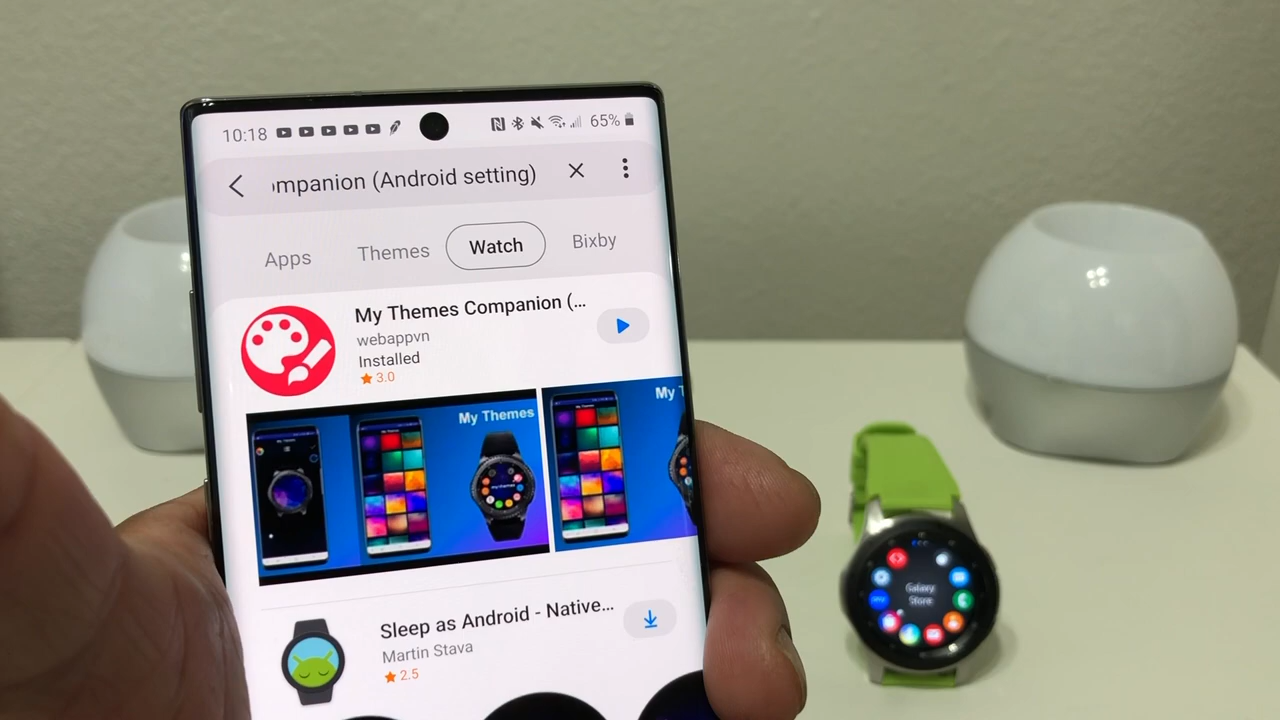 10:18
65%
ompanion (Android setting)
Apps Themes Watch Bixby
My Themes Companion (...
webappvn
Installed
3.0
My Themes
My T
Sleep as Android - Native...
Martin Stava
2.5
Galaxy
Store